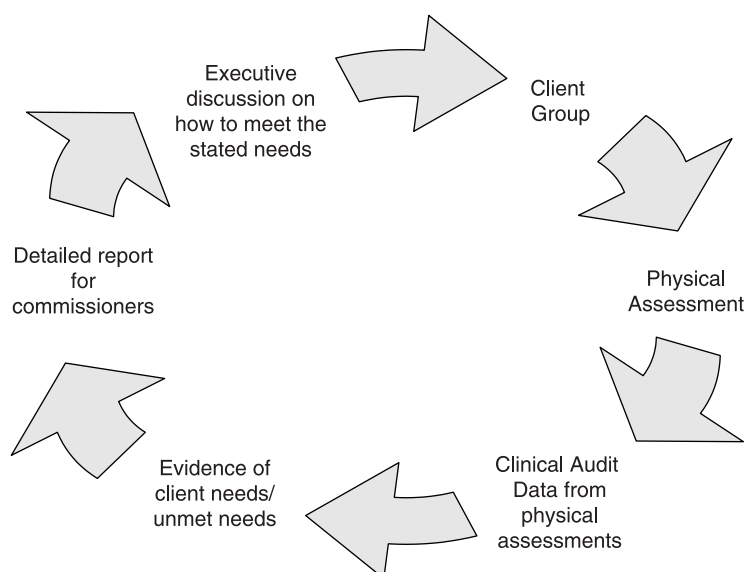 Executive
discussion on
how to meet the
stated needs
Client
Group
Physical
Assessment
Clinical Audit
Data from
physical
assessments
Evidence of
client needs/
unmet needs
Detailed report
for
commissioners